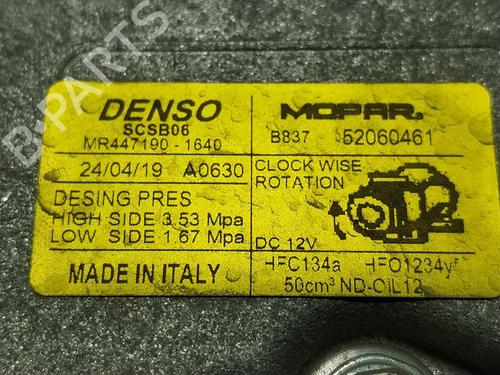 B-PARTS
DENSO
SCSB06
MR447190 - 1640
24/04/19 A0630
DESING PRES
HIGH SIDE 3.53 Mpa
LOW SIDE 1.67 Mpa
MADE IN ITALY
MOPAR.
B837 52060461
CLOCK WISE
ROTATION
DC 12V
HFC134a HFO1234yf
50cm³ ND-OIL12